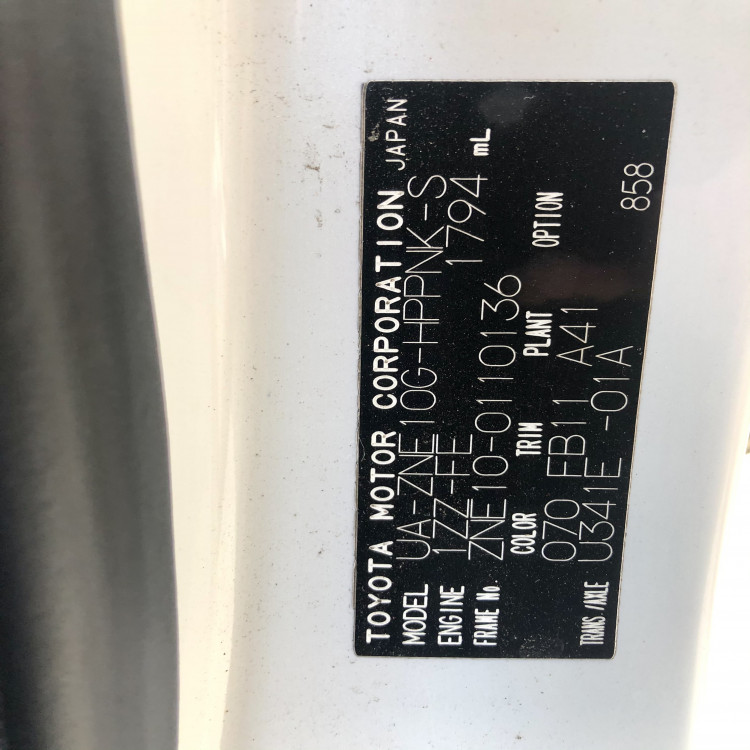 TOYOTA MOTOR CORPORATION JAPAN
MODEL UA-ZNE10G-HPPNK-S
ENGINE 1ZZ-FE 1794 mL
FRAME No. ZNE10-0110136
COLOR TRIM PLANT OPTION
070 FB11 A41
TRANS/AXLE U341E -01A 858